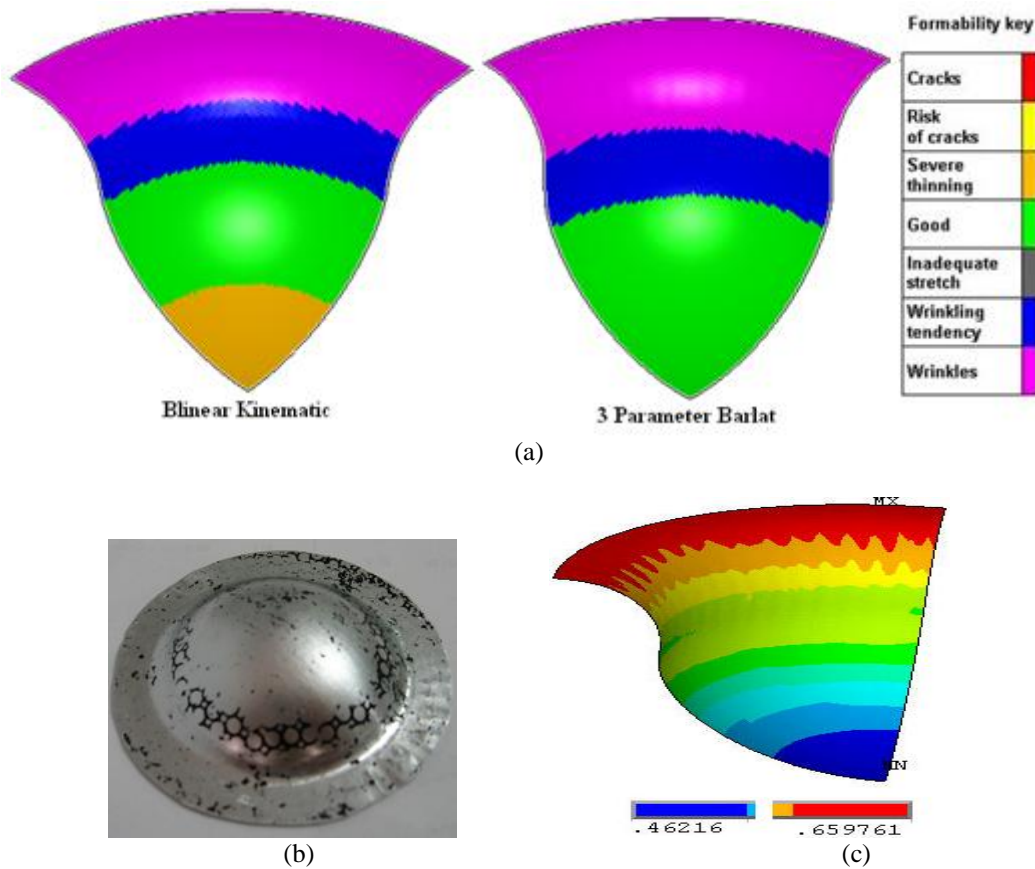 Formability key
Cracks
Risk
of cracks
Severe
thinning
Good
Inadequate
stretch
Wrinkling
tendency
Wrinkles
Blinear Kinematic
3 Parameter Barlat
(a)
MX
MN
.46216
.659761
(b)
(c)